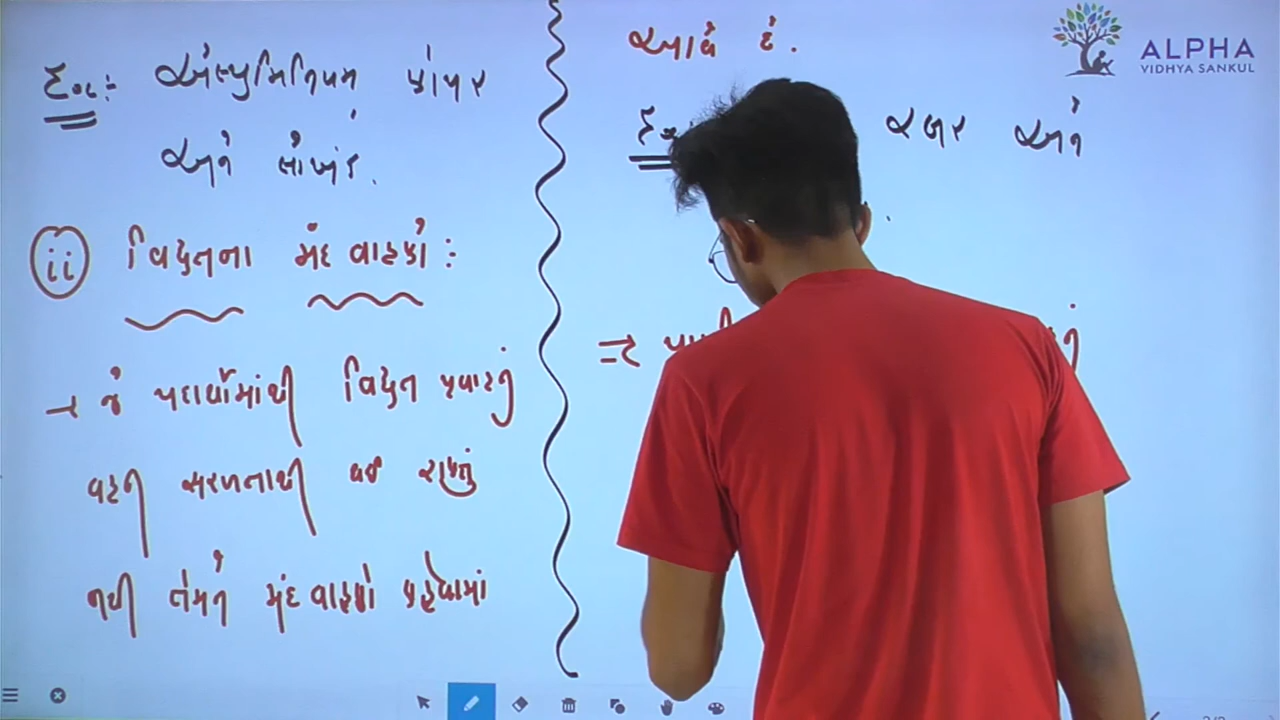 દા.ત.:- એલ્યુમિનિયમ કોપર
અને લોખંડ.
ii વિદ્યુતના મંદ વાહકો :
→ જે પદાર્થોમાંથી વિદ્યુત પ્રવાહનું
વહન સરળતાથી થઈ શકતું
નથી તેમને મંદ વાહકો કહેવામાં
આવે છે.
રબર અને
ALPHA
VIDHYA SANKUL